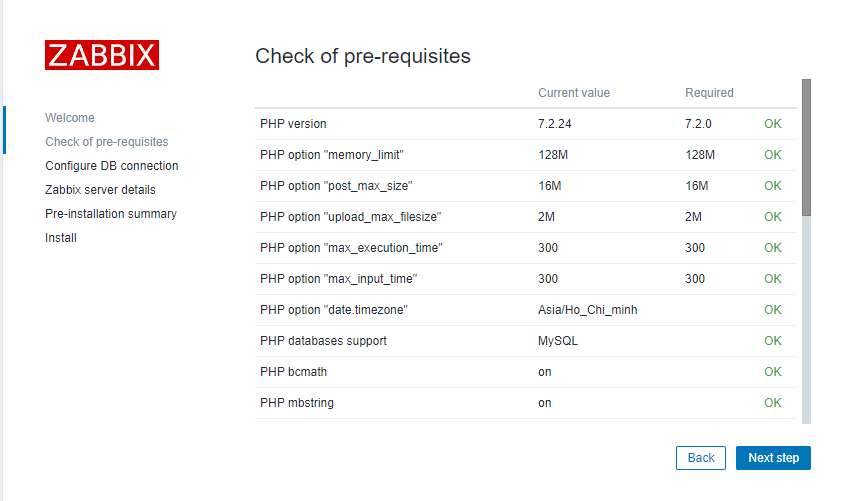 ZABBIX
Welcome
Check of pre-requisites
Configure DB connection
Zabbix server details
Pre-installation summary
Install
Check of pre-requisites
Current value Required
PHP version 7.2.24 7.2.0 OK
PHP option "memory_limit" 128M 128M OK
PHP option "post_max_size" 16M 16M OK
PHP option "upload_max_filesize" 2M 2M OK
PHP option "max_execution_time" 300 300 OK
PHP option "max_input_time" 300 300 OK
PHP option "date.timezone" Asia/Ho_Chi_minh OK
PHP databases support MySQL OK
PHP bcmath on OK
PHP mbstring on OK
Back Next step